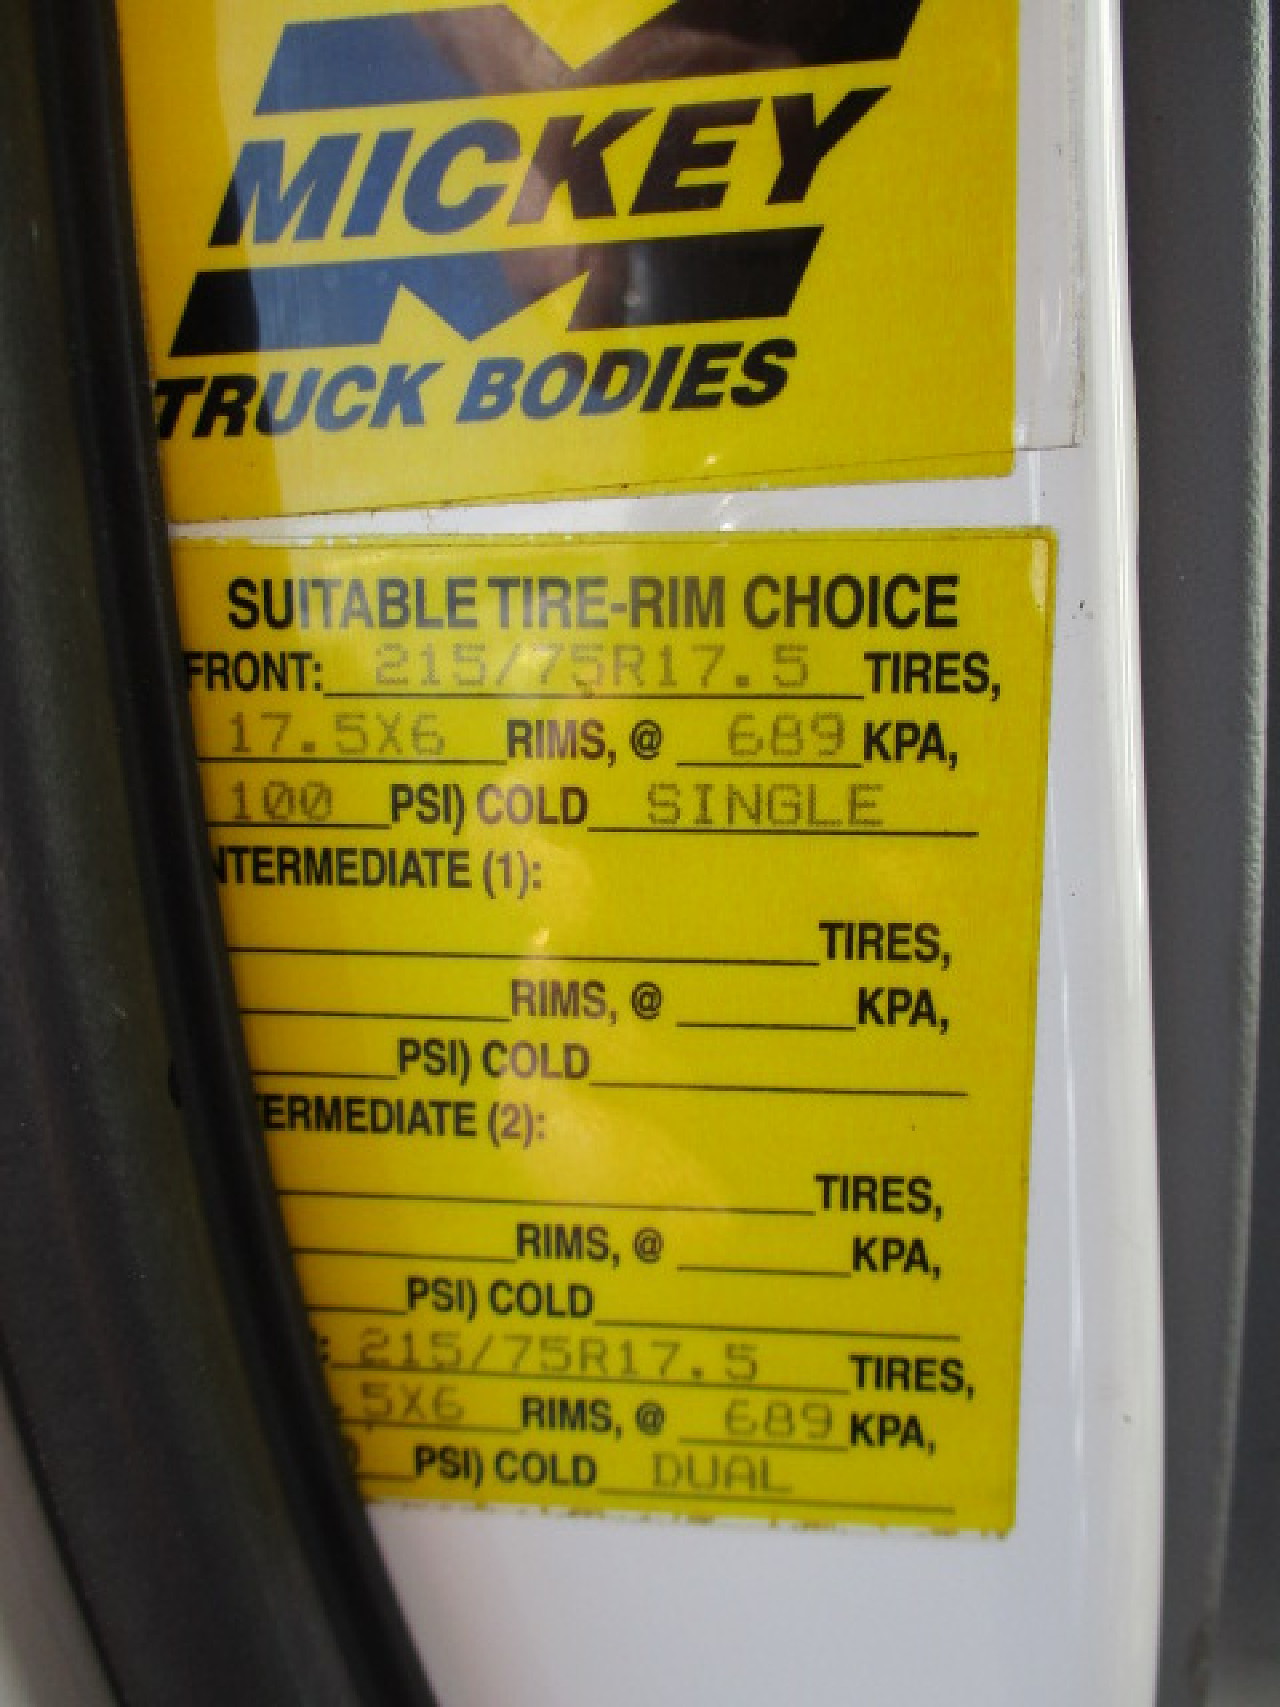 MICKEY
TRUCK BODIES
SUITABLE TIRE-RIM CHOICE
FRONT: 215/75R17.5 TIRES,
17.5X6 RIMS, @ 689 KPA,
100 PSI) COLD SINGLE
NTERMEDIATE (1):
TIRES,
RIMS, @ KPA,
PSI) COLD
ERMEDIATE (2):
TIRES,
RIMS, @ KPA,
PSI) COLD
: 215/75R17.5 TIRES,
.5X6 RIMS, @ 689 KPA,
0 PSI) COLD DUAL